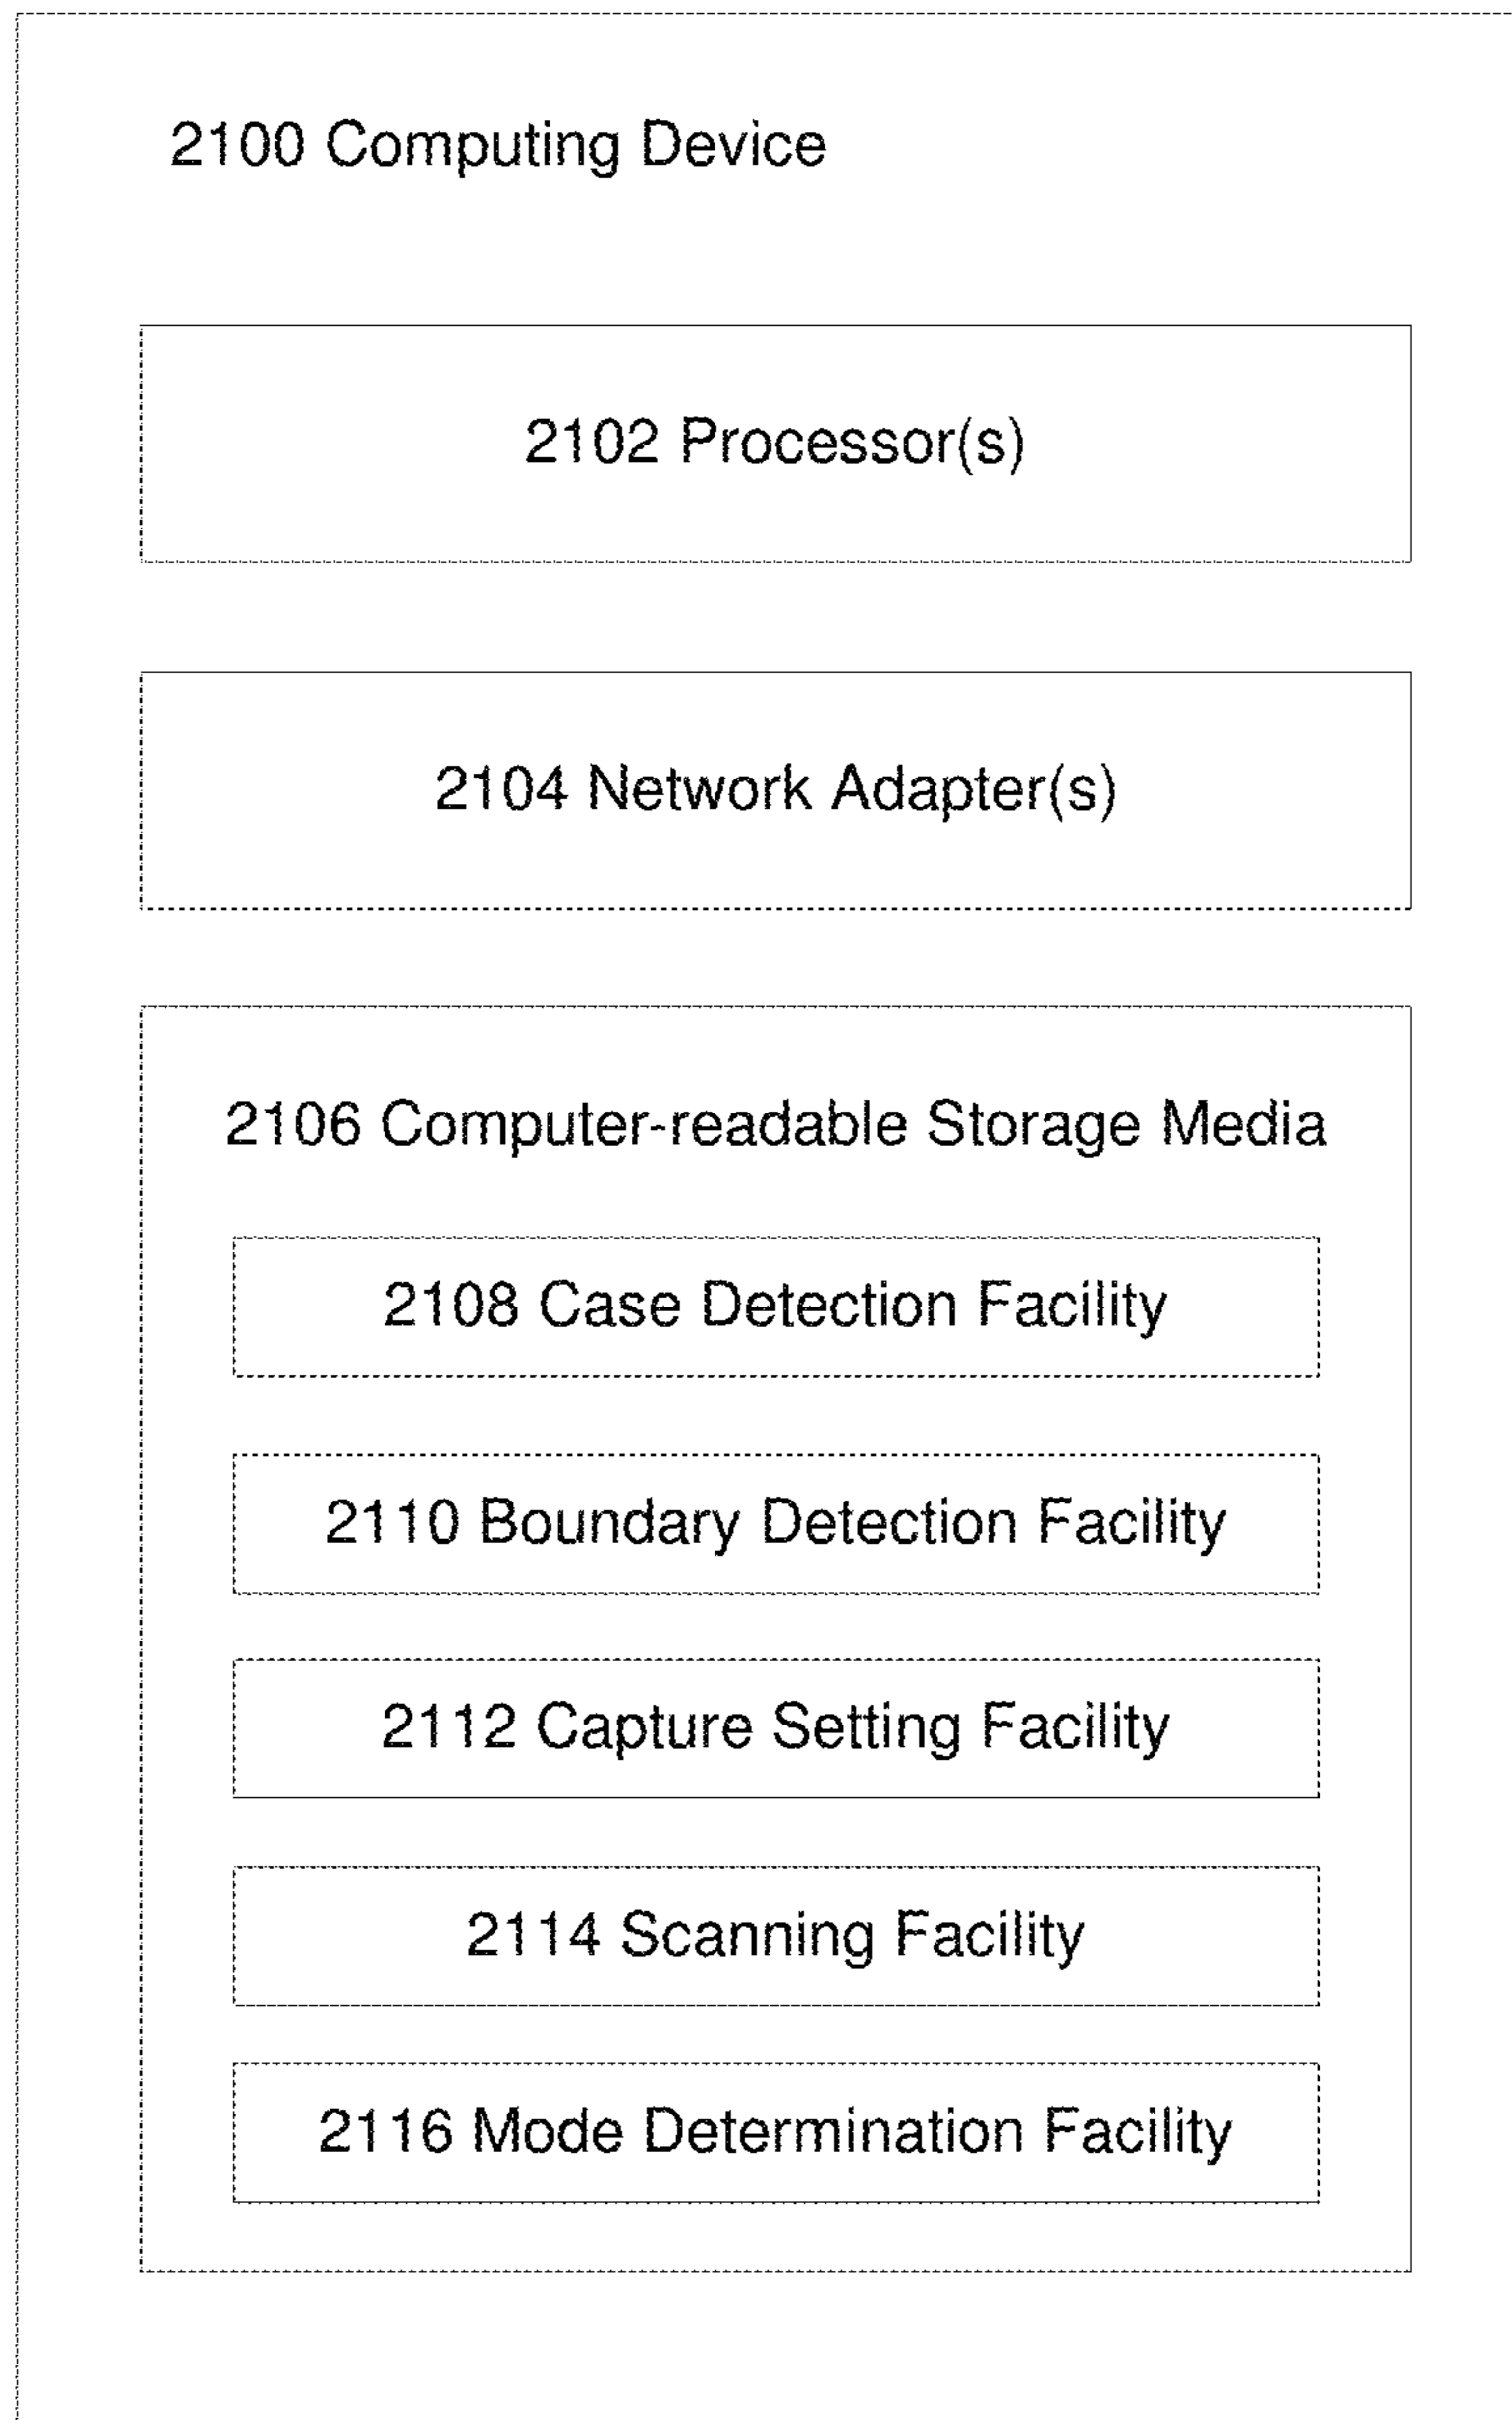 2100 Computing Device
2102 Processor(s)
2104 Network Adapter(s)
2106 Computer-readable Storage Media
2108 Case Detection Facility
2110 Boundary Detection Facility
2112 Capture Setting Facility
2114 Scanning Facility
2116 Mode Determination Facility